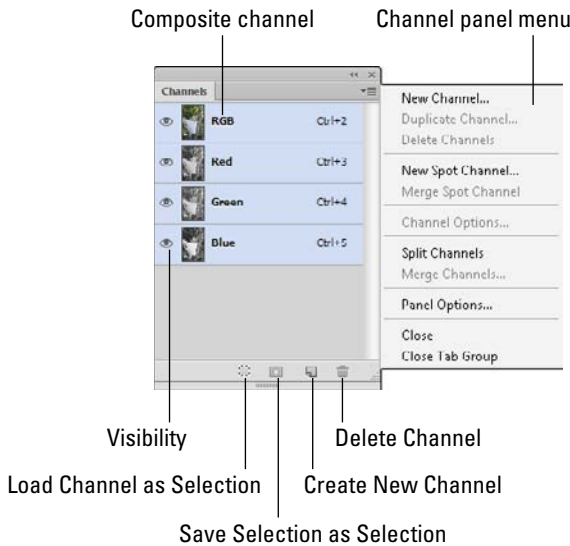 Composite channel
Channel panel menu
Channels
RGB Ctrl+2
Red Ctrl+3
Green Ctrl+4
Blue Ctrl+5
New Channel...
Duplicate Channel...
Delete Channels
New Spot Channel...
Merge Spot Channel
Channel Options...
Split Channels
Merge Channels...
Panel Options...
Close
Close Tab Group
Visibility
Delete Channel
Load Channel as Selection
Create New Channel
Save Selection as Selection